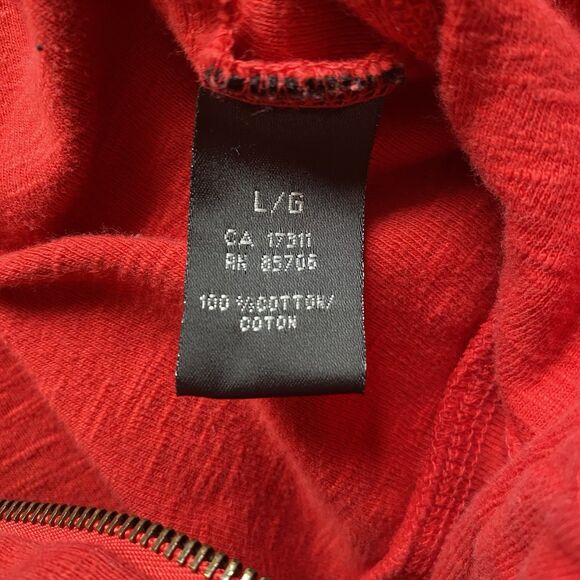 L/G
CA 17311
RN 85706
100 %COTTON/
COTON